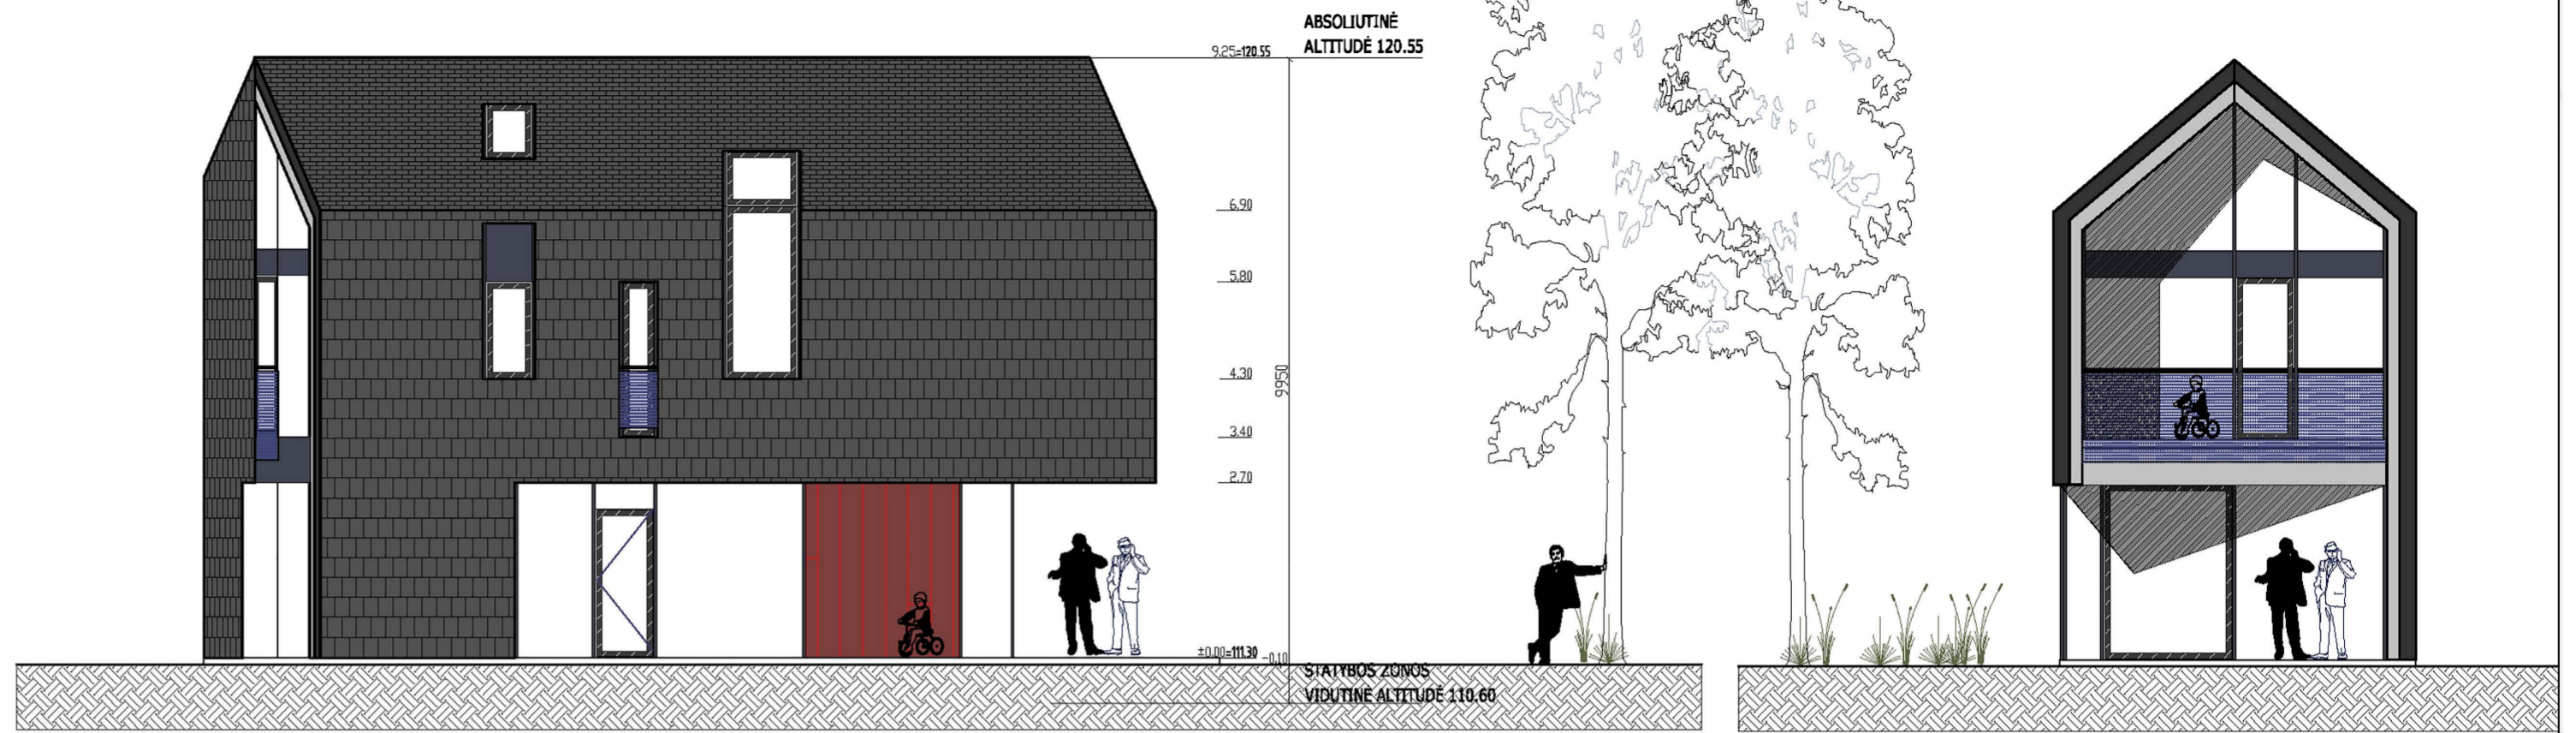 ABSOLIUTINĖ
ALTITUDĖ 120.55
9.25=120.55
6.90
5.80
4.30
9950
3.40
2.70
±0.00=111.30
-0.10
STATYBOS ZONOS
VIDUTINĖ ALTITUDĖ 110.60